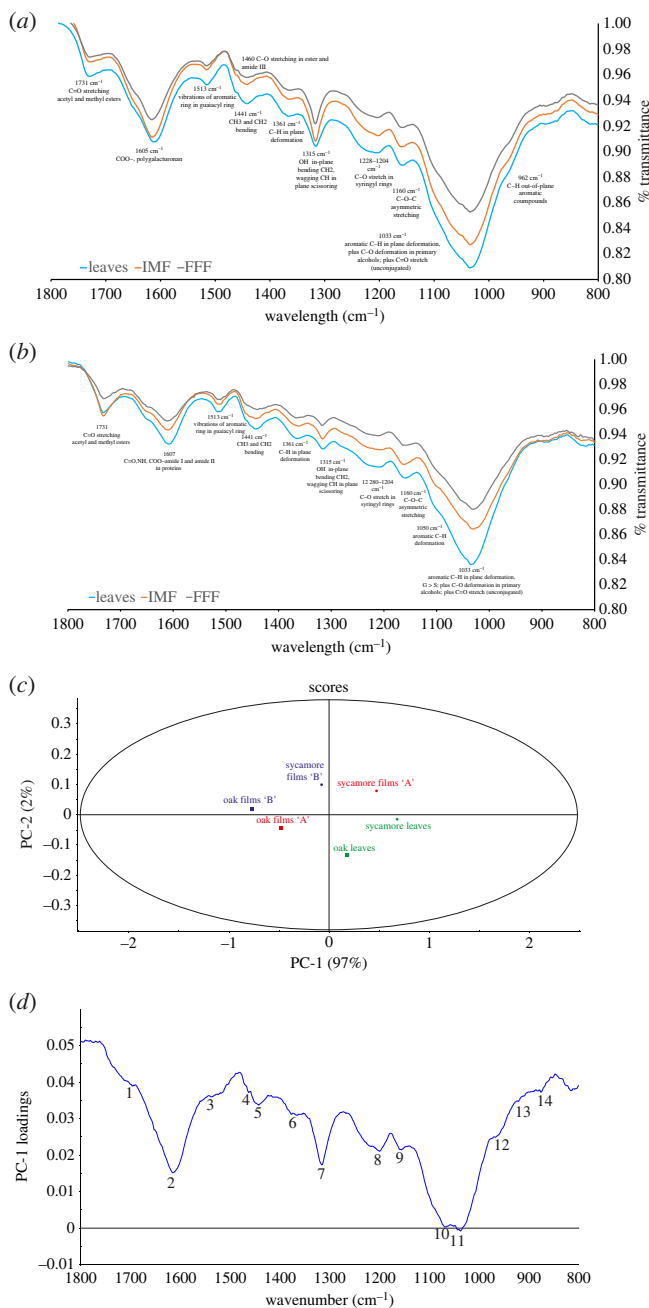 (a)
1731 cm−1
C=O stretching
acetyl and methyl esters
1605 cm−1
COO−, polygalacturonan
1513 cm−1
vibrations of aromatic
ring in guaiacyl ring
1460 C–O stretching in ester and
amide III
1441 cm−1
CH3 and CH2
bending
1361 cm−1
C–H in plane
deformation
1315 cm−1
OH in-plane
bending CH2,
wagging CH in
plane scissoring
1228–1204
cm−1
C–O stretch in
syringyl rings
1160 cm−1
C–O–C
asymmetric
stretching
1033 cm−1
aromatic C–H in plane deformation,
plus C–O deformation in primary
alcohols; plus C=O stretch
(unconjugated)
962 cm−1
C–H out-of-plane
aromatic
coumpounds
leaves IMF FFF
1.00
0.98
0.96
0.94
0.92
0.90
0.88
0.86
0.84
0.82
0.80
% transmittance
1800 1700 1600 1500 1400 1300 1200 1100 1000 900 800
wavelength (cm−1)
(b)
1731
C=O stretching
acetyl and methyl esters
1607
C=O,NH, COO–amide I and amide II
in proteins
1513 cm−1
vibrations of aromatic
ring in guaiacyl ring
1441 cm−1
CH3 and CH2
bending
1361 cm−1
C–H in plane
deformation
1315 cm−1
OH in-plane
bending CH2,
wagging CH in plane
scissoring
12 280–1204
cm−1
C–O stretch in
syringyl rings
1160 cm−1
C–O–C
asymmetric
stretching
1050 cm−1
aromatic C–H
deformation
1033 cm−1
aromatic C–H in plane deformation,
G > S; plus C–O deformation in primary
alcohols; plus C=O stretch (unconjugated)
leaves IMF FFF
1.00
0.98
0.96
0.94
0.92
0.90
0.88
0.86
0.84
0.82
0.80
% transmittance
1800 1700 1600 1500 1400 1300 1200 1100 1000 900 800
wavelength (cm−1)
(c)
scores
PC-2 (2%)
0.3
0.2
0.1
0
−0.1
−0.2
−0.3
sycamore
films 'B'
sycamore films 'A'
oak films 'B'
oak films 'A'
sycamore leaves
oak leaves
−2 −1 0 1 2
PC-1 (97%)
(d)
PC-1 loadings
0.05
0.04
0.03
0.02
0.01
0
−0.01
1 2 3 4 5 6 7 8 9 10 11 12 13 14
1800 1700 1600 1500 1400 1300 1200 1100 1000 900 800
wavenumber (cm−1)